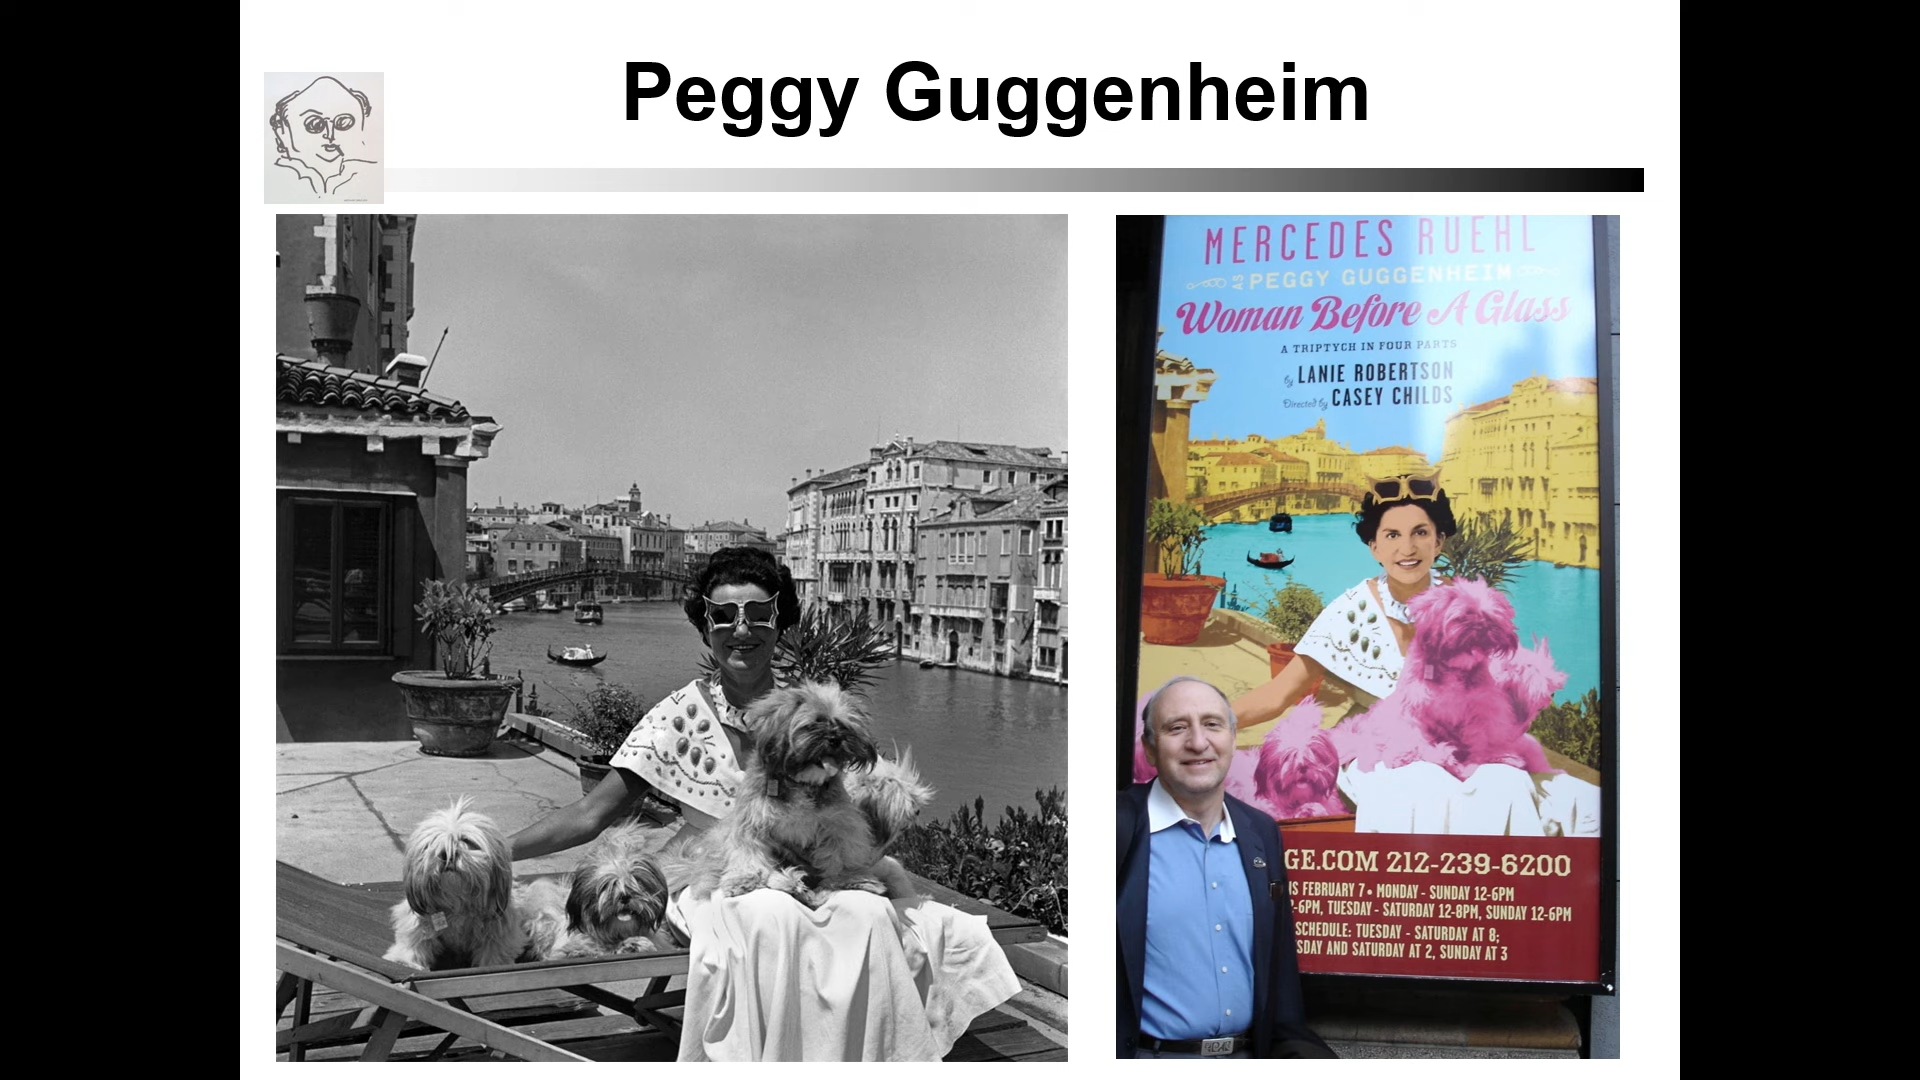 Peggy Guggenheim
MERCEDES RUEHL
AS PEGGY GUGGENHEIM
Woman Before A Glass
A TRIPTYCH IN FOUR PARTS
by LANIE ROBERTSON
Directed by CASEY CHILDS
GE.COM 212-239-6200
S FEBRUARY 7 • MONDAY - SUNDAY 12-6PM
-6PM, TUESDAY - SATURDAY 12-8PM, SUNDAY 12-6PM
SCHEDULE: TUESDAY - SATURDAY AT 8;
SDAY AND SATURDAY AT 2, SUNDAY AT 3